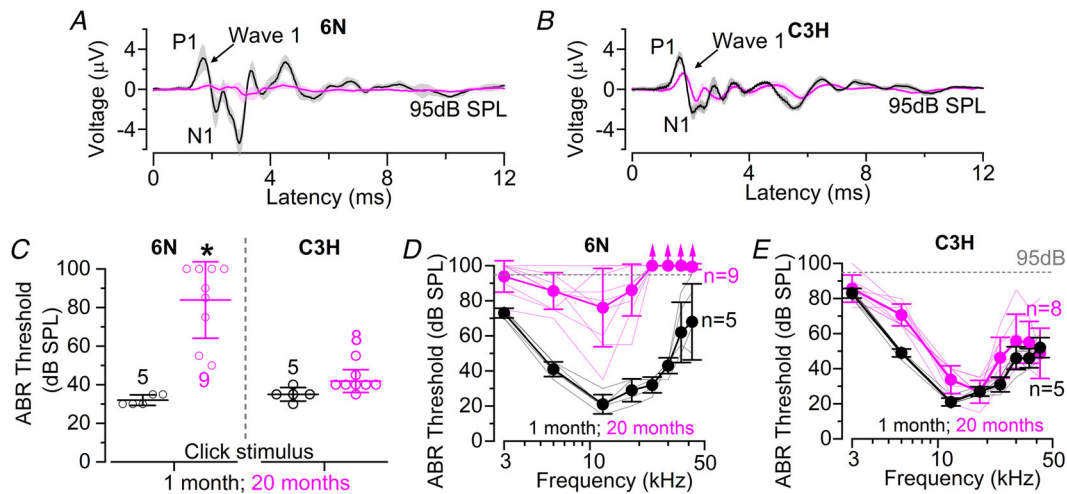 A
6N
P1
Wave 1
N1
95dB SPL
Voltage (μV)
4
0
-4
0
4
8
12
Latency (ms)
B
C3H
P1
Wave 1
N1
95dB SPL
Voltage (μV)
4
0
-4
0
4
8
12
Latency (ms)
C
6N
*
C3H
5
9
5
8
ABR Threshold
(dB SPL)
100
80
60
40
20
0
Click stimulus
1 month; 20 months
D
6N
n=9
n=5
ABR Threshold (dB SPL)
100
80
60
40
20
0
1 month; 20 months
3
10
50
Frequency (kHz)
E
C3H
95dB
n=8
n=5
ABR Threshold (dB SPL)
100
80
60
40
20
0
1 month; 20 months
3
10
50
Frequency (kHz)